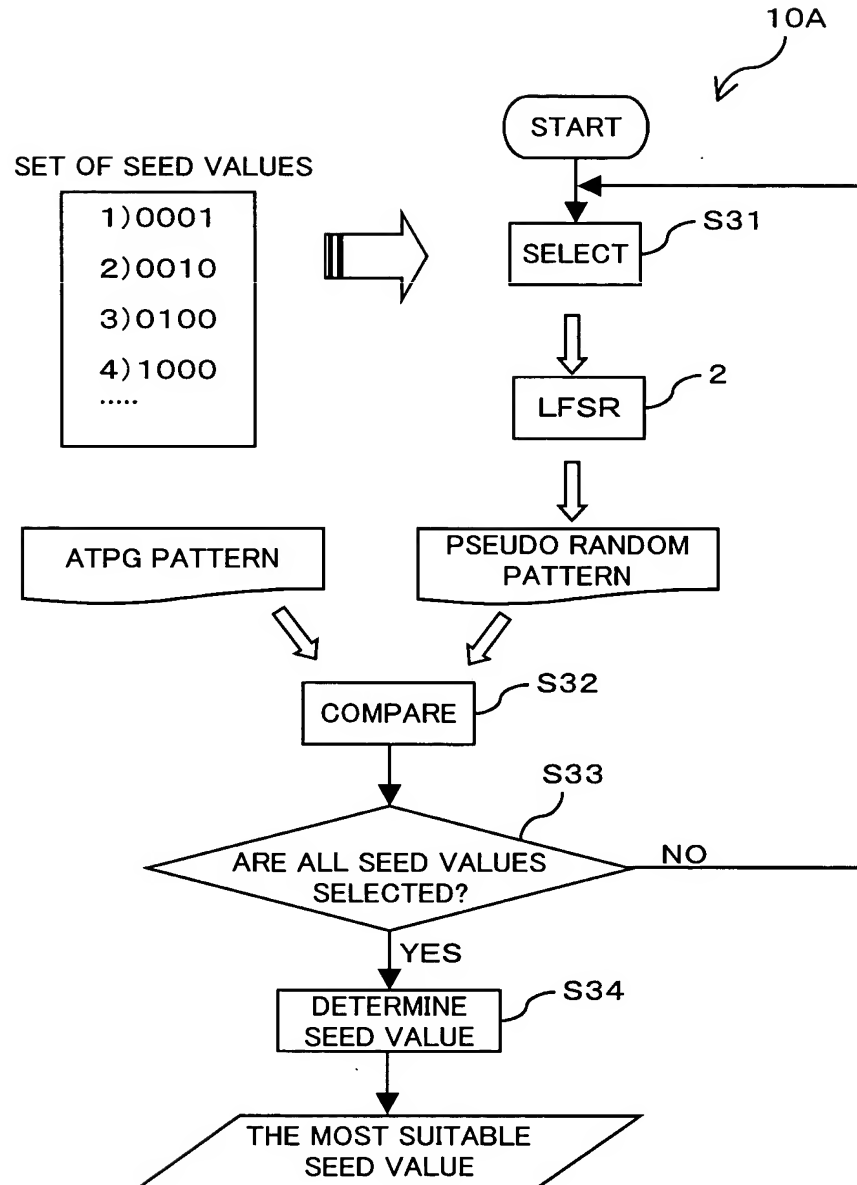 10A
START
SET OF SEED VALUES
1)0001
2)0010
3)0100
4)1000
.....
S31
SELECT
2
LFSR
ATPG PATTERN
PSEUDO RANDOM
PATTERN
S32
COMPARE
S33
ARE ALL SEED VALUES
SELECTED?
NO
YES
S34
DETERMINE
SEED VALUE
THE MOST SUITABLE
SEED VALUE